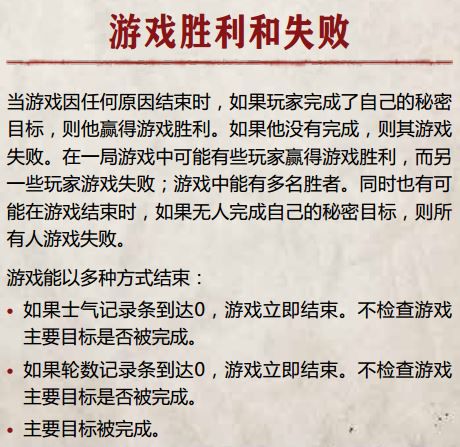 游戏胜利和失败
当游戏因任何原因结束时，如果玩家完成了自己的秘密
目标，则他赢得游戏胜利。如果他没有完成，则其游戏
失败。在一局游戏中可能有些玩家赢得游戏胜利，而另
一些玩家游戏失败；游戏中能有多名胜者。同时也有可
能在游戏结束时，如果无人完成自己的秘密目标，则所
有人游戏失败。
游戏能以多种方式结束：
• 如果士气记录条到达0，游戏立即结束。不检查游戏
主要目标是否被完成。
• 如果轮数记录条到达0，游戏立即结束。不检查游戏
主要目标是否被完成。
• 主要目标被完成。